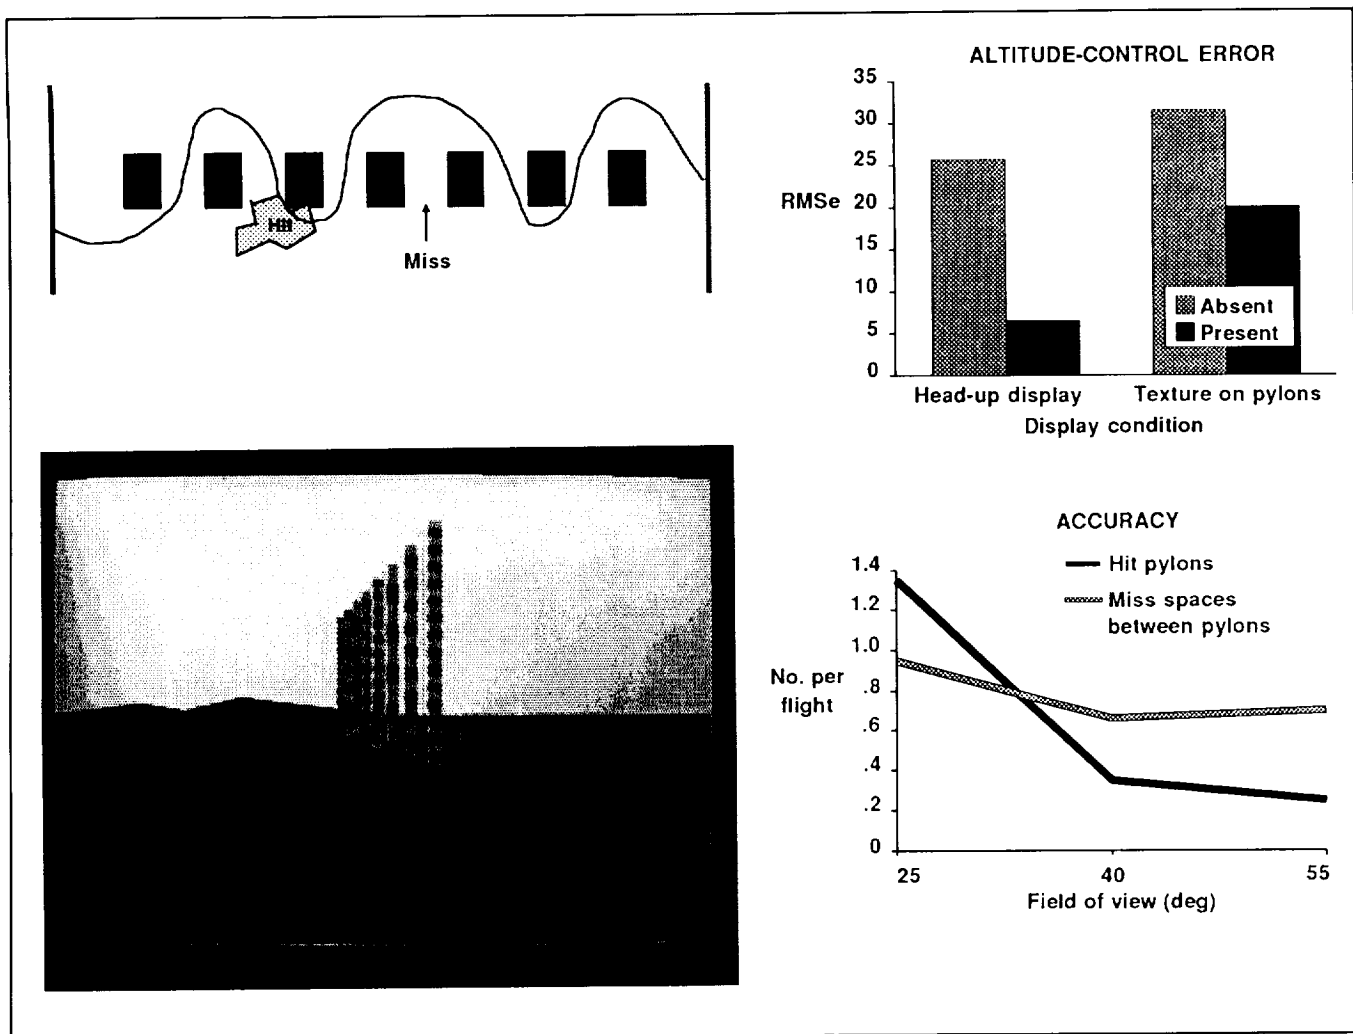 Hit
Miss
ALTITUDE-CONTROL ERROR
35
30
25
RMSe 20
15
10
5
0
Absent
Present
Head-up display Texture on pylons
Display condition
ACCURACY
Hit pylons
Miss spaces
between pylons
1.4
1.2
1.0
No. per
.8
flight
.6
.4
.2
0
25 40 55
Field of view (deg)